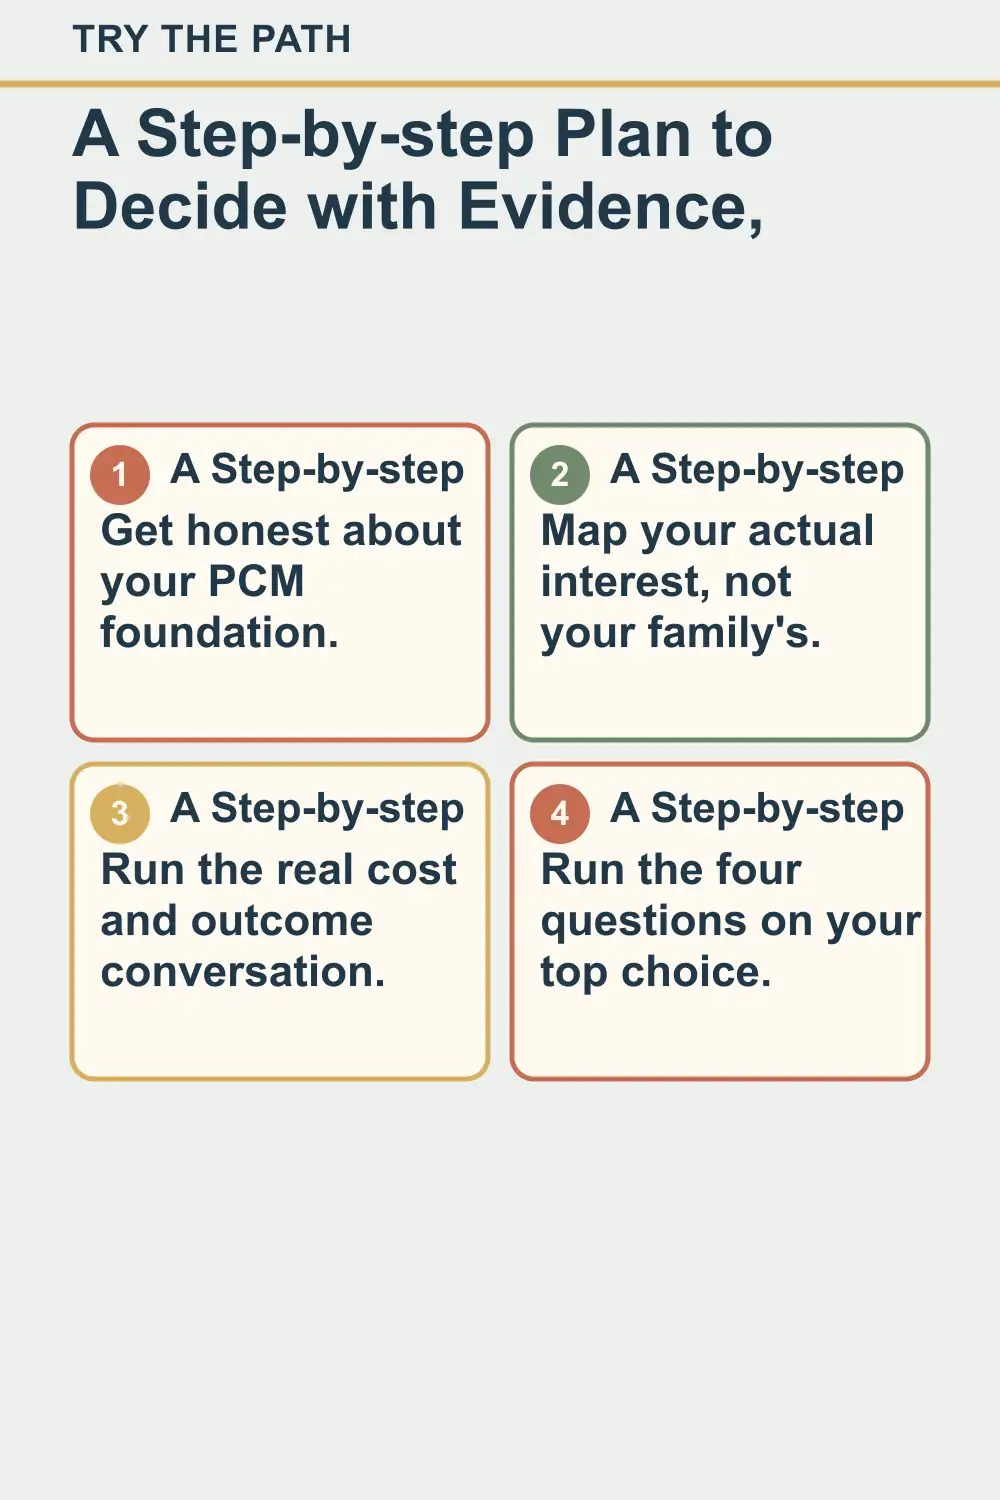 TRY THE PATH
A Step-by-step Plan to
Decide with Evidence,
1 A Step-by-step
Get honest about
your PCM
foundation.
2 A Step-by-step
Map your actual
interest, not
your family's.
3 A Step-by-step
Run the real cost
and outcome
conversation.
4 A Step-by-step
Run the four
questions on your
top choice.